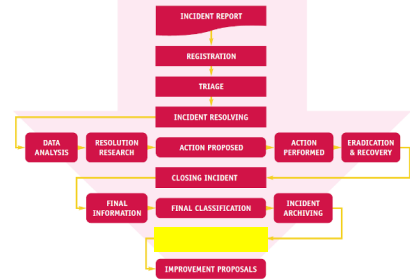 INCIDENT REPORT
REGISTRATION
TRIAGE
INCIDENT RESOLVING
DATA
ANALYSIS
RESOLUTION
RESEARCH
ACTION PROPOSED
ACTION
PERFORMED
ERADICATION
& RECOVERY
CLOSING INCIDENT
FINAL
INFORMATION
FINAL CLASSIFICATION
INCIDENT
ARCHIVING
IMPROVEMENT PROPOSALS